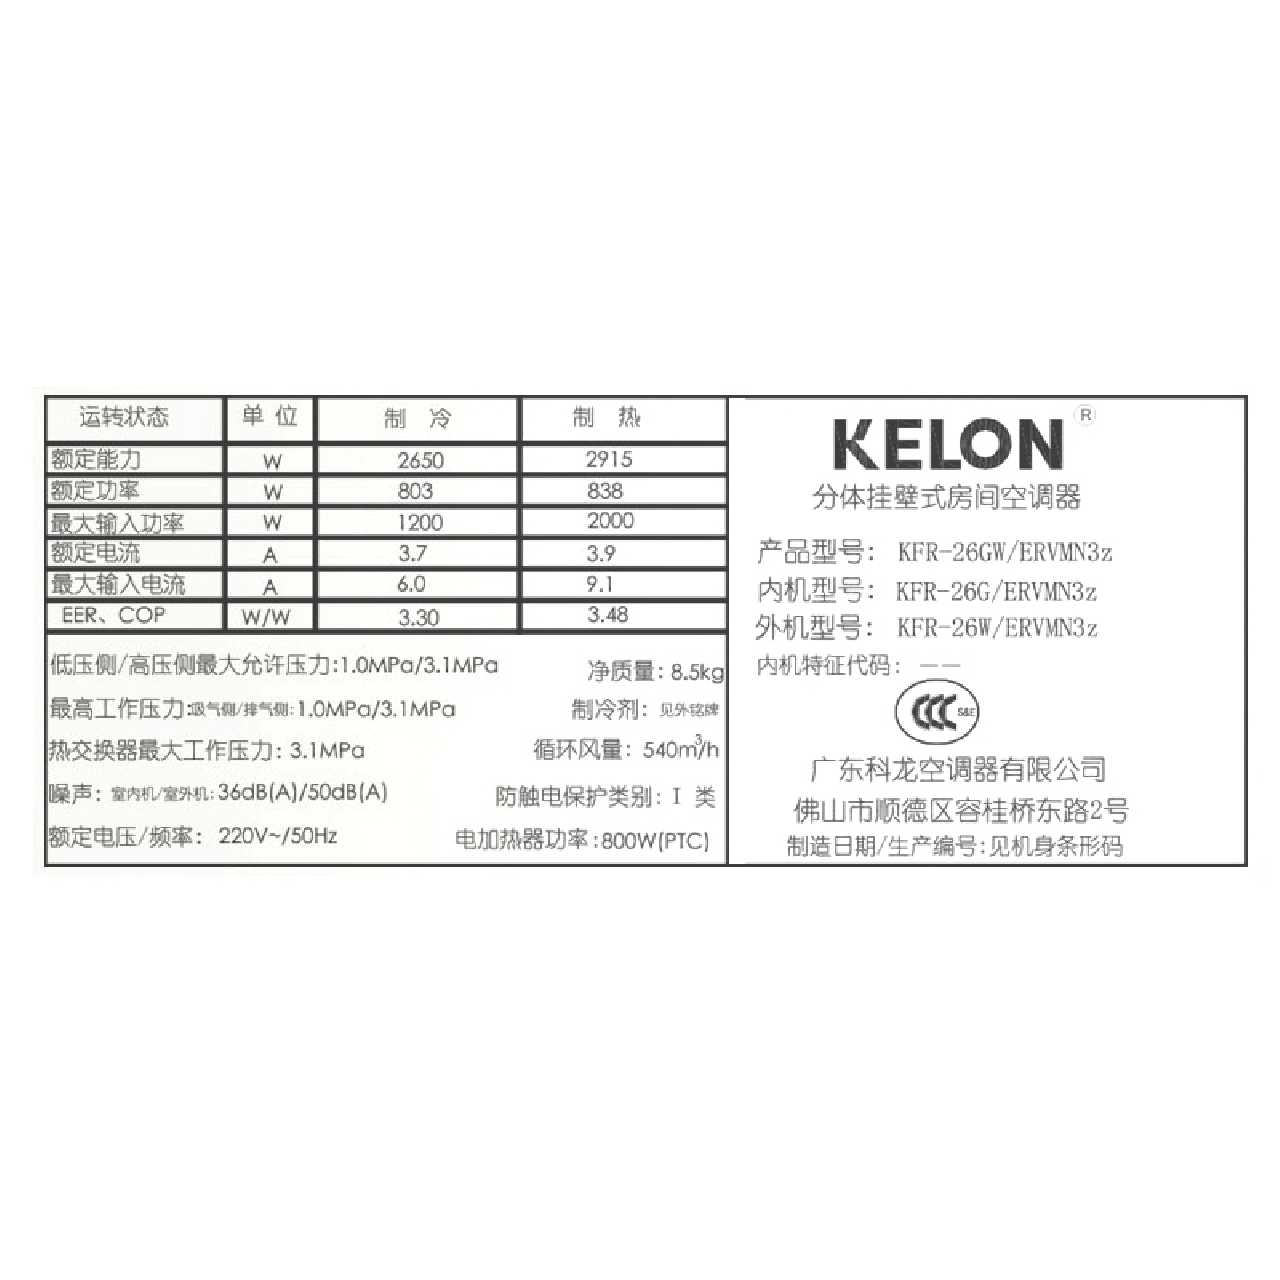 运转状态 单 位 制 冷 制 热
额定能力 W 2650 2915
额定功率 W 803 838
最大输入功率 W 1200 2000
额定电流 A 3.7 3.9
最大输入电流 A 6.0 9.1
EER、COP W/W 3.30 3.48
低压侧/高压侧最大允许压力:1.0MPa/3.1MPa 净质量:8.5kg
最高工作压力:吸气侧/排气侧:1.0MPa/3.1MPa 制冷剂: 见外铭牌
热交换器最大工作压力: 3.1MPa 循环风量: 540m³/h
噪声: 室内机/室外机:36dB(A)/50dB(A) 防触电保护类别: I 类
额定电压/频率: 220V~/50Hz 电加热器功率:800W(PTC)
KELON®
分体挂壁式房间空调器
产品型号: KFR-26GW/ERVMN3z
内机型号: KFR-26G/ERVMN3z
外机型号: KFR-26W/ERVMN3z
内机特征代码: ——
CCC S&E
广东科龙空调器有限公司
佛山市顺德区容桂桥东路2号
制造日期/生产编号:见机身条形码